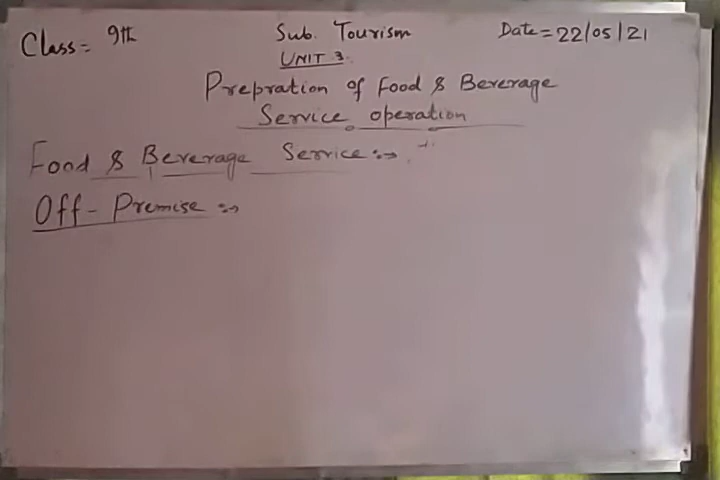 Class= 9th Sub. Tourism Date=22/05/21
UNIT 3.
Prepration of Food & Beverage
Service operation
Food & Beverage Service:→
Off-Premise:→